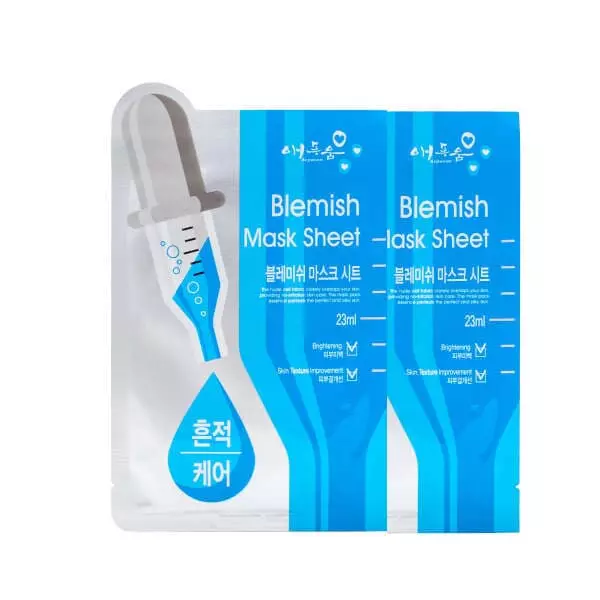 애쁨
Blemish
Mask Sheet
블레미쉬 마스크 시트
23ml
Brightening
피부미백
Skin Texture Improvement
피부결개선
흔적
케어
Blemish
ask Sheet
블레미쉬 마스크 시트
23ml
Brightening
피부미백
Skin Texture Improvement
피부결개선